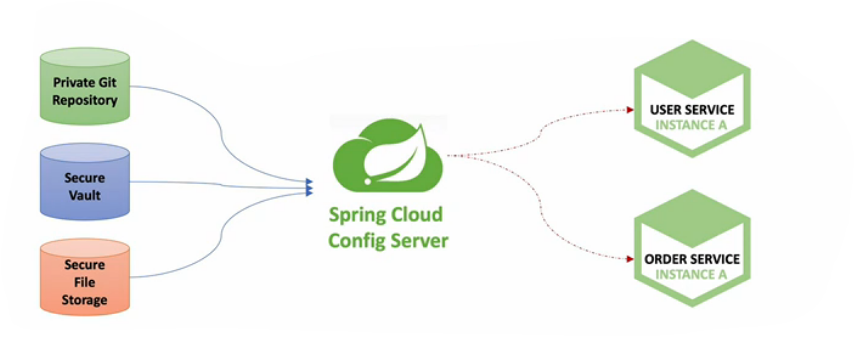 Private Git
Repository
Secure
Vault
Secure
File
Storage
Spring Cloud
Config Server
USER SERVICE
INSTANCE A
ORDER SERVICE
INSTANCE A